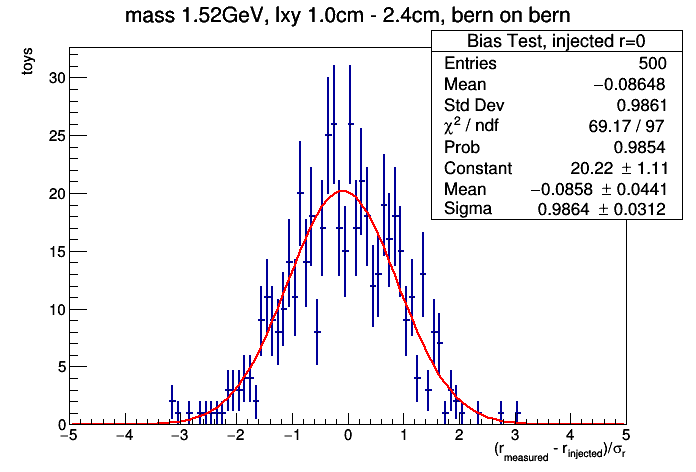 mass 1.52GeV, lxy 1.0cm - 2.4cm, bern on bern
toys
Bias Test, injected r=0
Entries 500
Mean −0.08648
Std Dev 0.9861
χ² / ndf 69.17 / 97
Prob 0.9854
Constant 20.22 ± 1.11
Mean −0.0858 ± 0.0441
Sigma 0.9864 ± 0.0312
30
25
20
15
10
5
0
−5 −4 −3 −2 −1 0 1 2 3 4 5
(r_measured - r_injected)/σ_r